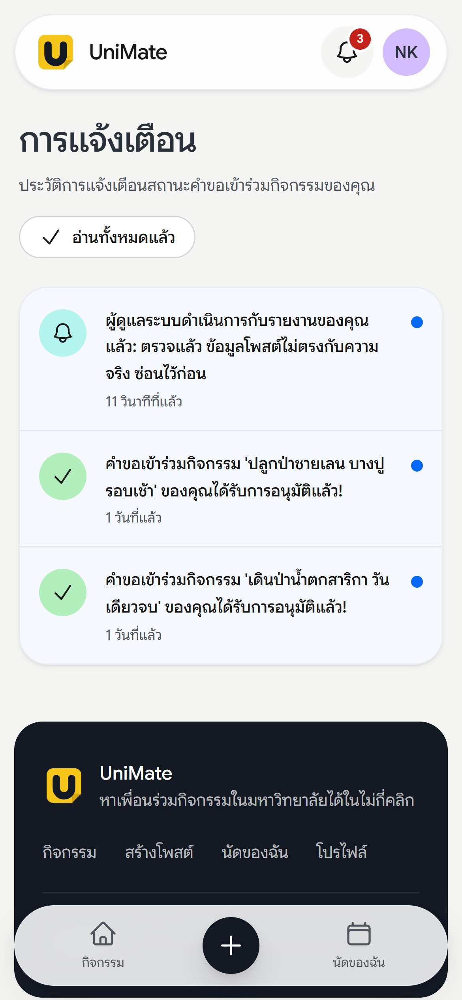 UniMate
3
NK
การแจ้งเตือน
ประวัติการแจ้งเตือนสถานะคำขอเข้าร่วมกิจกรรมของคุณ
อ่านทั้งหมดแล้ว
ผู้ดูแลระบบดำเนินการกับรายงานของคุณ
แล้ว: ตรวจแล้ว ข้อมูลโพสต์ไม่ตรงกับความ
จริง ซ่อนไว้ก่อน
11 วินาทีที่แล้ว
คำขอเข้าร่วมกิจกรรม 'ปลูกป่าชายเลน บางปู
รอบเช้า' ของคุณได้รับการอนุมัติแล้ว!
1 วันที่แล้ว
คำขอเข้าร่วมกิจกรรม 'เดินป่าน้ำตกสาริกา วัน
เดียวจบ' ของคุณได้รับการอนุมัติแล้ว!
1 วันที่แล้ว
UniMate
หาเพื่อนร่วมกิจกรรมในมหาวิทยาลัยได้ในไม่กี่คลิก
กิจกรรม สร้างโพสต์ นัดของฉัน โปรไฟล์
กิจกรรม นัดของฉัน